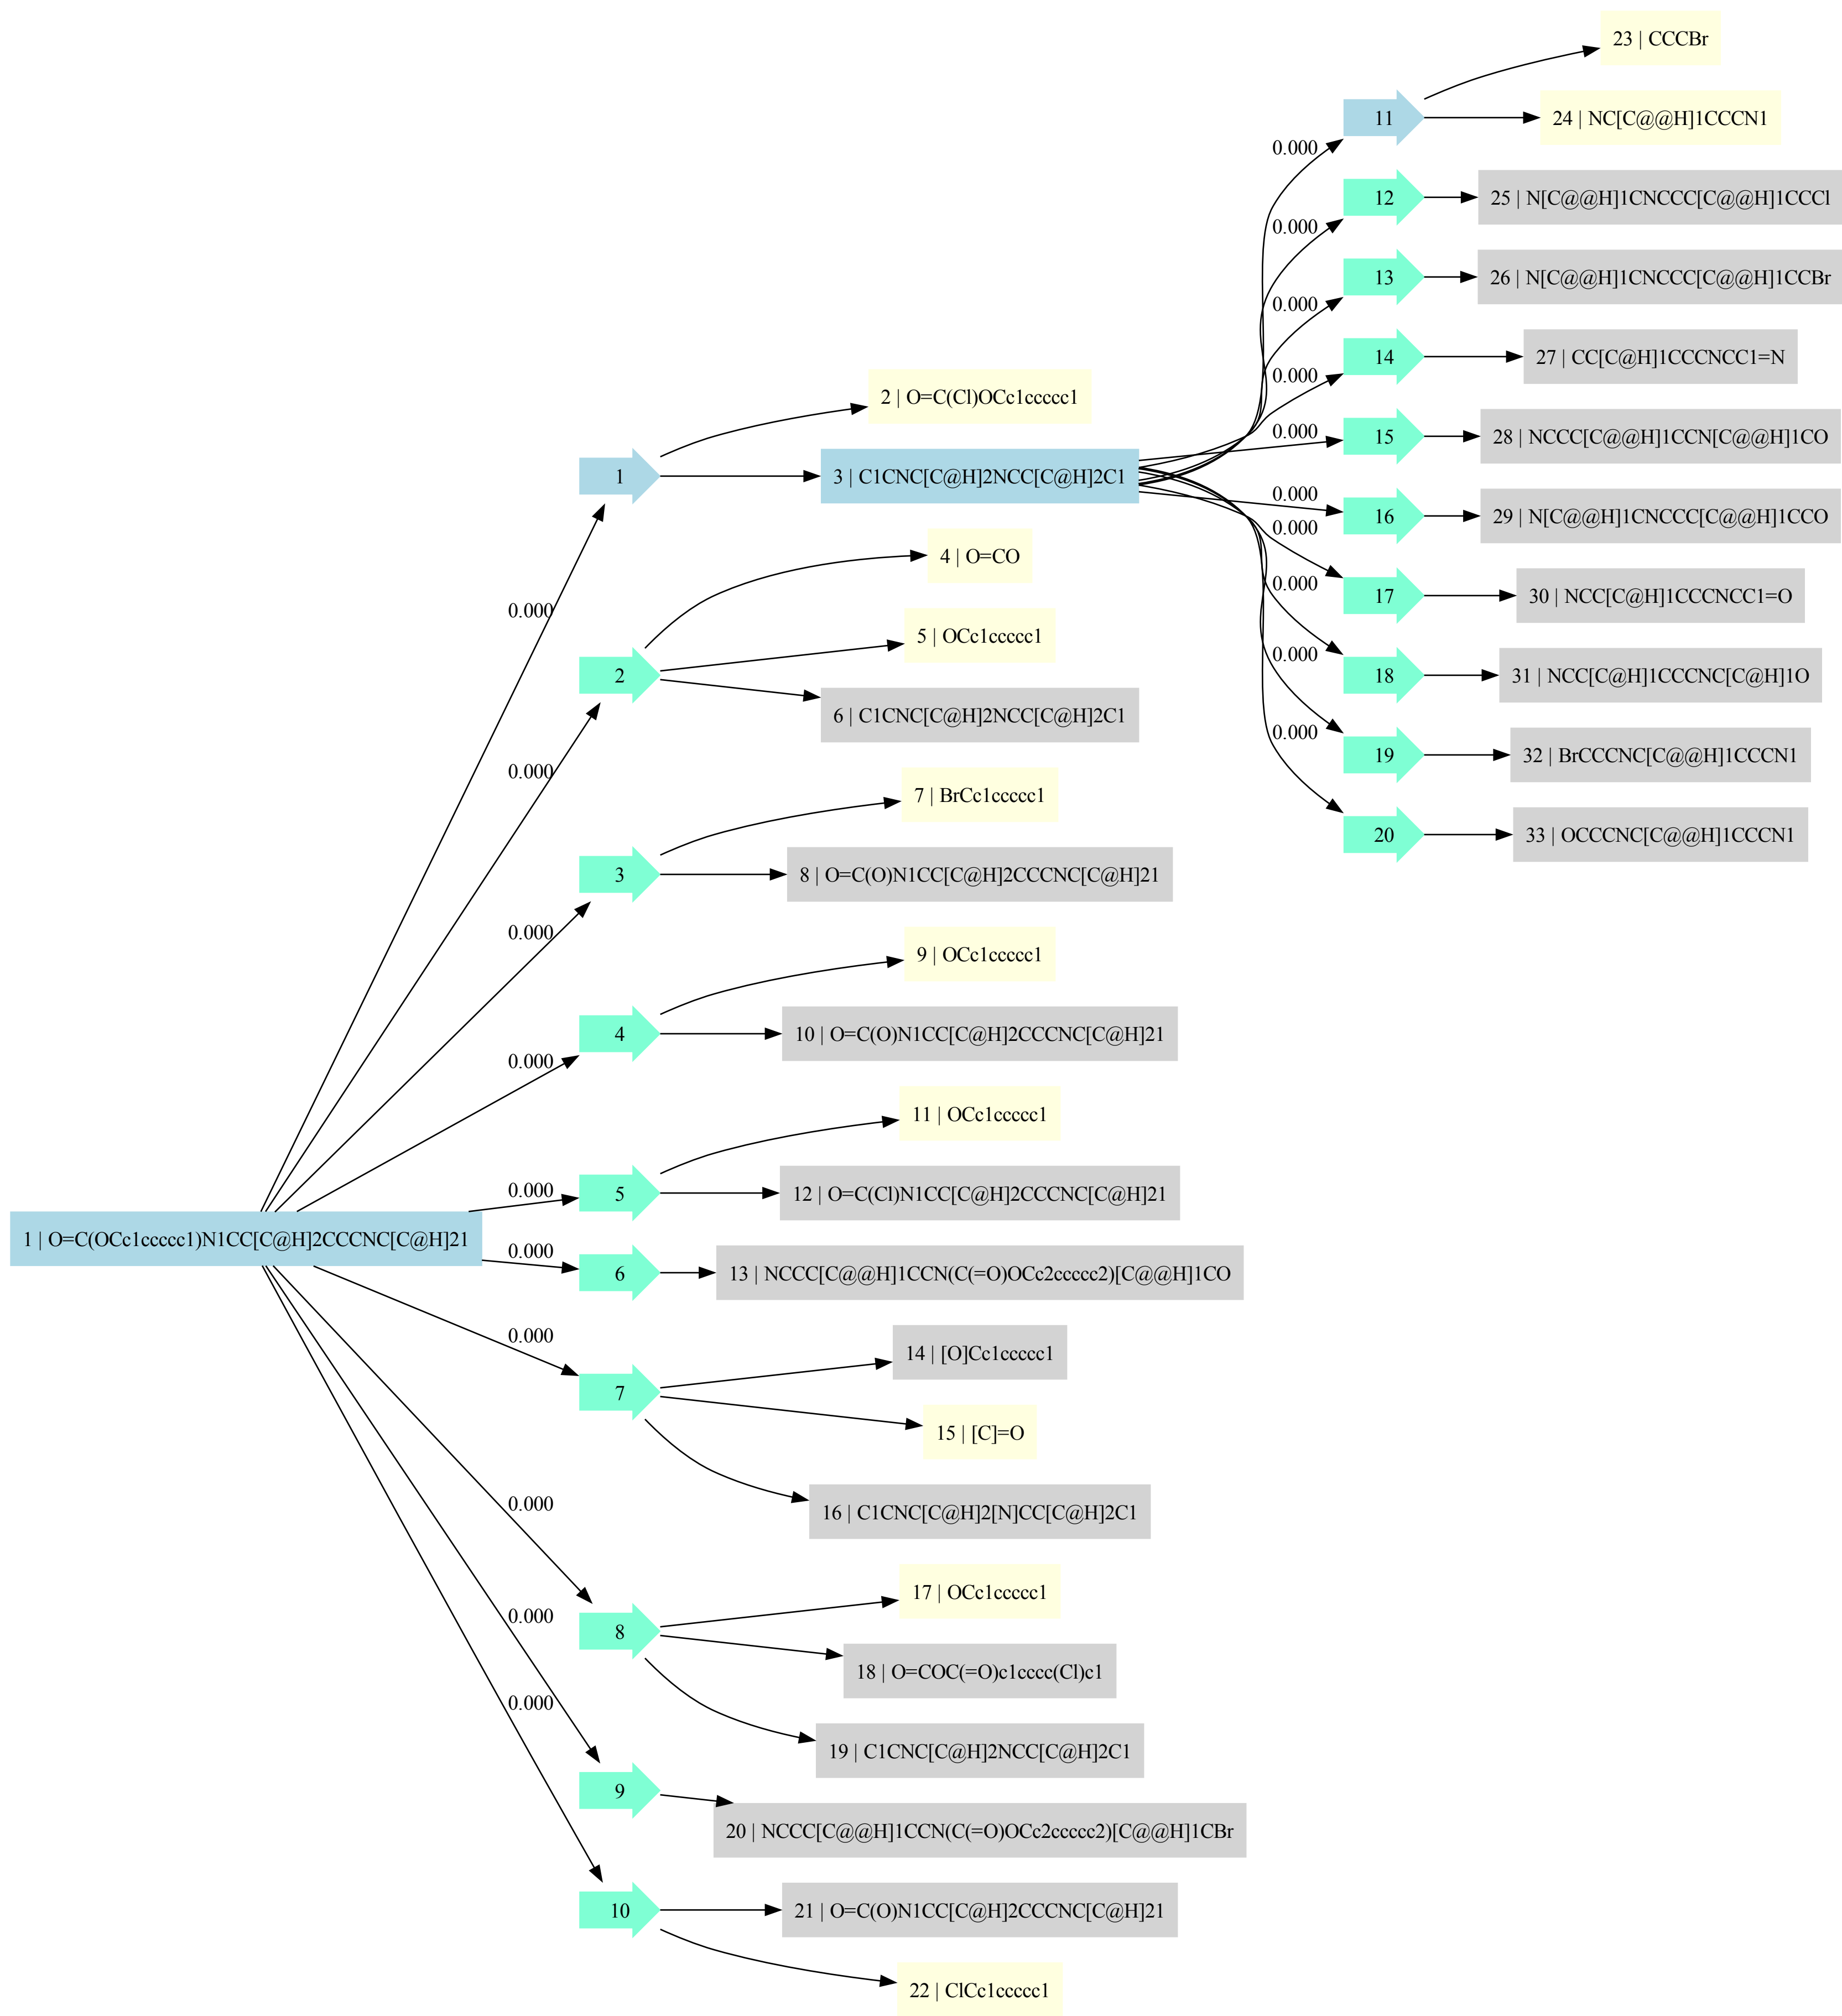 1 | O=C(OCc1ccccc1)N1CC[C@H]2CCCNC[C@H]21
0.000
0.000
0.000
0.000
0.000
0.000
0.000
0.000
0.000
0.000
1
2
3
4
5
6
7
8
9
10
2 | O=C(Cl)OCc1ccccc1
3 | C1CNC[C@H]2NCC[C@H]2C1
4 | O=CO
5 | OCc1ccccc1
6 | C1CNC[C@H]2NCC[C@H]2C1
7 | BrCc1ccccc1
8 | O=C(O)N1CC[C@H]2CCCNC[C@H]21
9 | OCc1ccccc1
10 | O=C(O)N1CC[C@H]2CCCNC[C@H]21
11 | OCc1ccccc1
12 | O=C(Cl)N1CC[C@H]2CCCNC[C@H]21
13 | NCCC[C@@H]1CCN(C(=O)OCc2ccccc2)[C@@H]1CO
14 | [O]Cc1ccccc1
15 | [C]=O
16 | C1CNC[C@H]2[N]CC[C@H]2C1
17 | OCc1ccccc1
18 | O=COC(=O)c1cccc(Cl)c1
19 | C1CNC[C@H]2NCC[C@H]2C1
20 | NCCC[C@@H]1CCN(C(=O)OCc2ccccc2)[C@@H]1CBr
21 | O=C(O)N1CC[C@H]2CCCNC[C@H]21
22 | ClCc1ccccc1
0.000
0.000
0.000
0.000
0.000
0.000
0.000
0.000
0.000
0.000
11
12
13
14
15
16
17
18
19
20
23 | CCCBr
24 | NC[C@@H]1CCCN1
25 | N[C@@H]1CNCCC[C@@H]1CCCl
26 | N[C@@H]1CNCCC[C@@H]1CCBr
27 | CC[C@H]1CCCNCC1=N
28 | NCCC[C@@H]1CCN[C@@H]1CO
29 | N[C@@H]1CNCCC[C@@H]1CCO
30 | NCC[C@H]1CCCNCC1=O
31 | NCC[C@H]1CCCNC[C@H]1O
32 | BrCCCNC[C@@H]1CCCN1
33 | OCCCNC[C@@H]1CCCN1